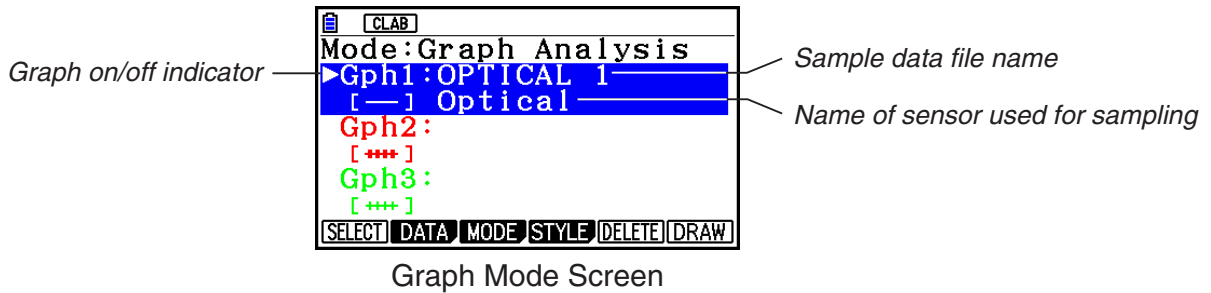 CLAB
Mode:Graph Analysis
Graph on/off indicator
►Gph1:OPTICAL 1
Sample data file name
[—] Optical
Name of sensor used for sampling
Gph2:
[++++]
Gph3:
[++++]
SELECT DATA MODE STYLE DELETE DRAW
Graph Mode Screen